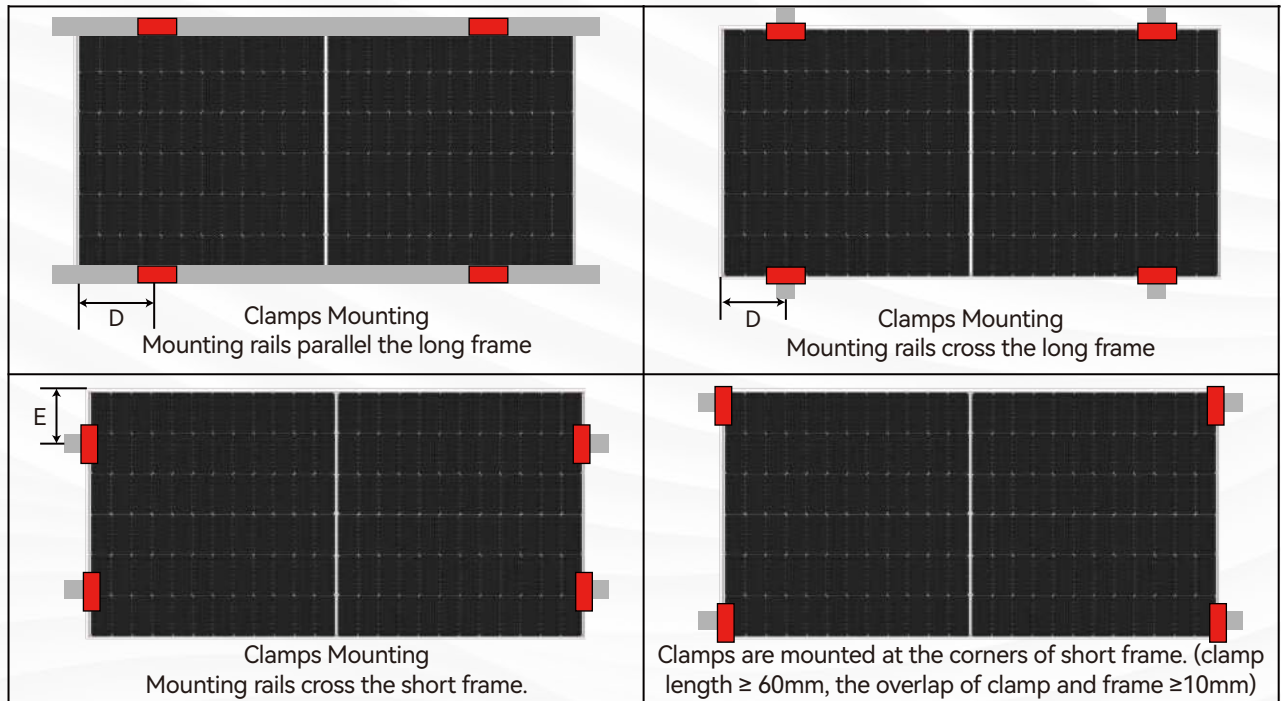 D
Clamps Mounting
Mounting rails parallel the long frame
D
Clamps Mounting
Mounting rails cross the long frame
E
Clamps Mounting
Mounting rails cross the short frame.
Clamps are mounted at the corners of short frame. (clamp
length ≥ 60mm, the overlap of clamp and frame ≥10mm)